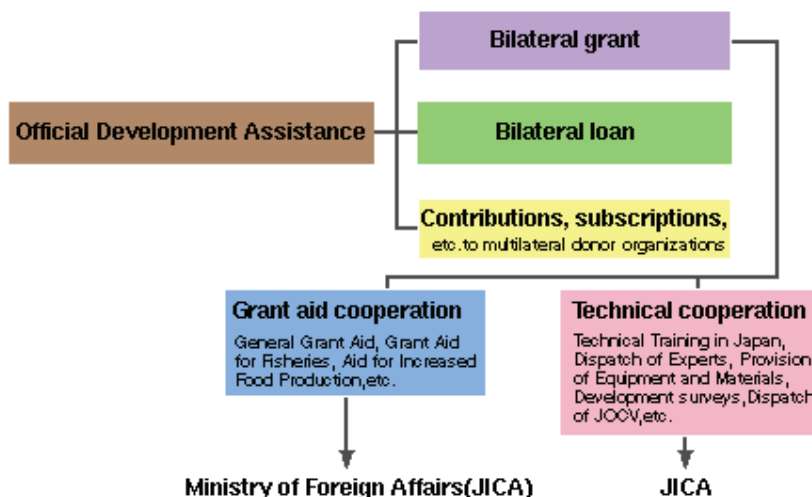 Bilateral grant
Official Development Assistance
Bilateral loan
Contributions, subscriptions,
etc.to multilateral donor organizations
Grant aid cooperation
General Grant Aid, Grant Aid
for Fisheries, Aid for Increased
Food Production,etc.
Technical cooperation
Technical Training in Japan,
Dispatch of Experts, Provision
of Equipment and Materials,
Development surveys,Dispatch
of JOCV,etc.
Ministry of Foreign Affairs(JICA)
JICA